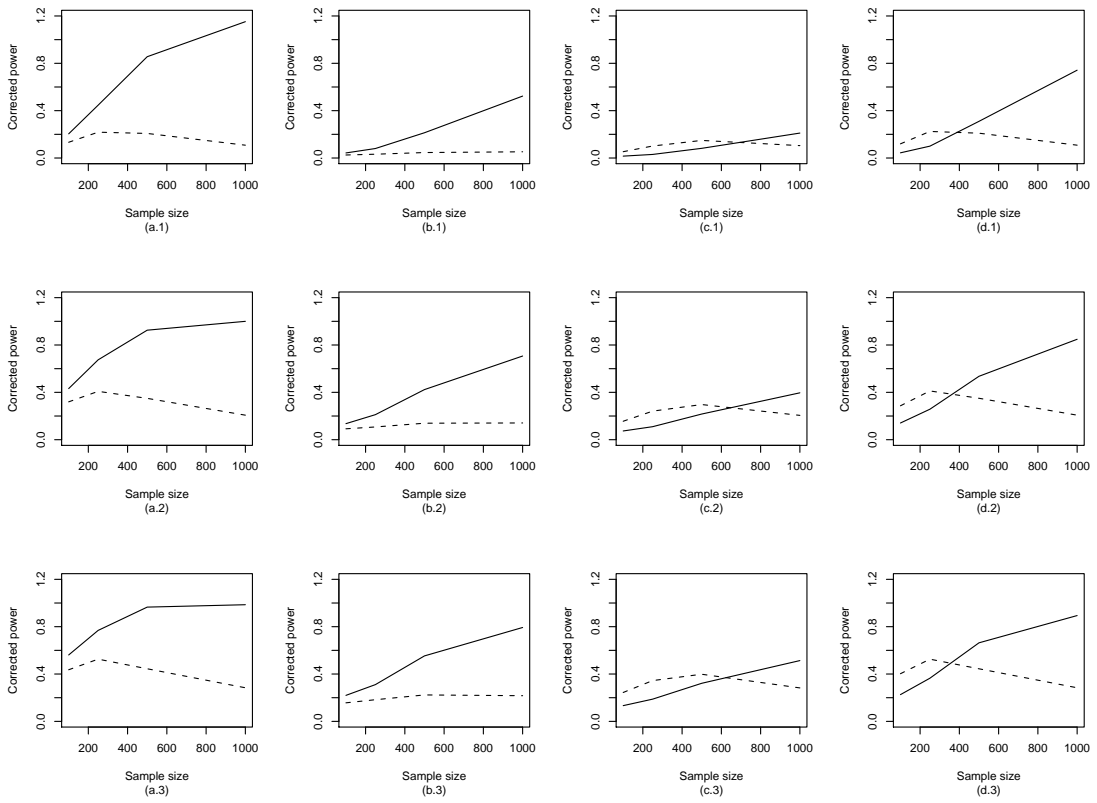 Corrected power
0.0 0.4 0.8 1.2
200 400 600 800 1000
Sample size
(a.1)
Corrected power
0.0 0.4 0.8 1.2
200 400 600 800 1000
Sample size
(b.1)
Corrected power
0.0 0.4 0.8 1.2
200 400 600 800 1000
Sample size
(c.1)
Corrected power
0.0 0.4 0.8 1.2
200 400 600 800 1000
Sample size
(d.1)
Corrected power
0.0 0.4 0.8 1.2
200 400 600 800 1000
Sample size
(a.2)
Corrected power
0.0 0.4 0.8 1.2
200 400 600 800 1000
Sample size
(b.2)
Corrected power
0.0 0.4 0.8 1.2
200 400 600 800 1000
Sample size
(c.2)
Corrected power
0.0 0.4 0.8 1.2
200 400 600 800 1000
Sample size
(d.2)
Corrected power
0.0 0.4 0.8 1.2
200 400 600 800 1000
Sample size
(a.3)
Corrected power
0.0 0.4 0.8 1.2
200 400 600 800 1000
Sample size
(b.3)
Corrected power
0.0 0.4 0.8 1.2
200 400 600 800 1000
Sample size
(c.3)
Corrected power
0.0 0.4 0.8 1.2
200 400 600 800 1000
Sample size
(d.3)